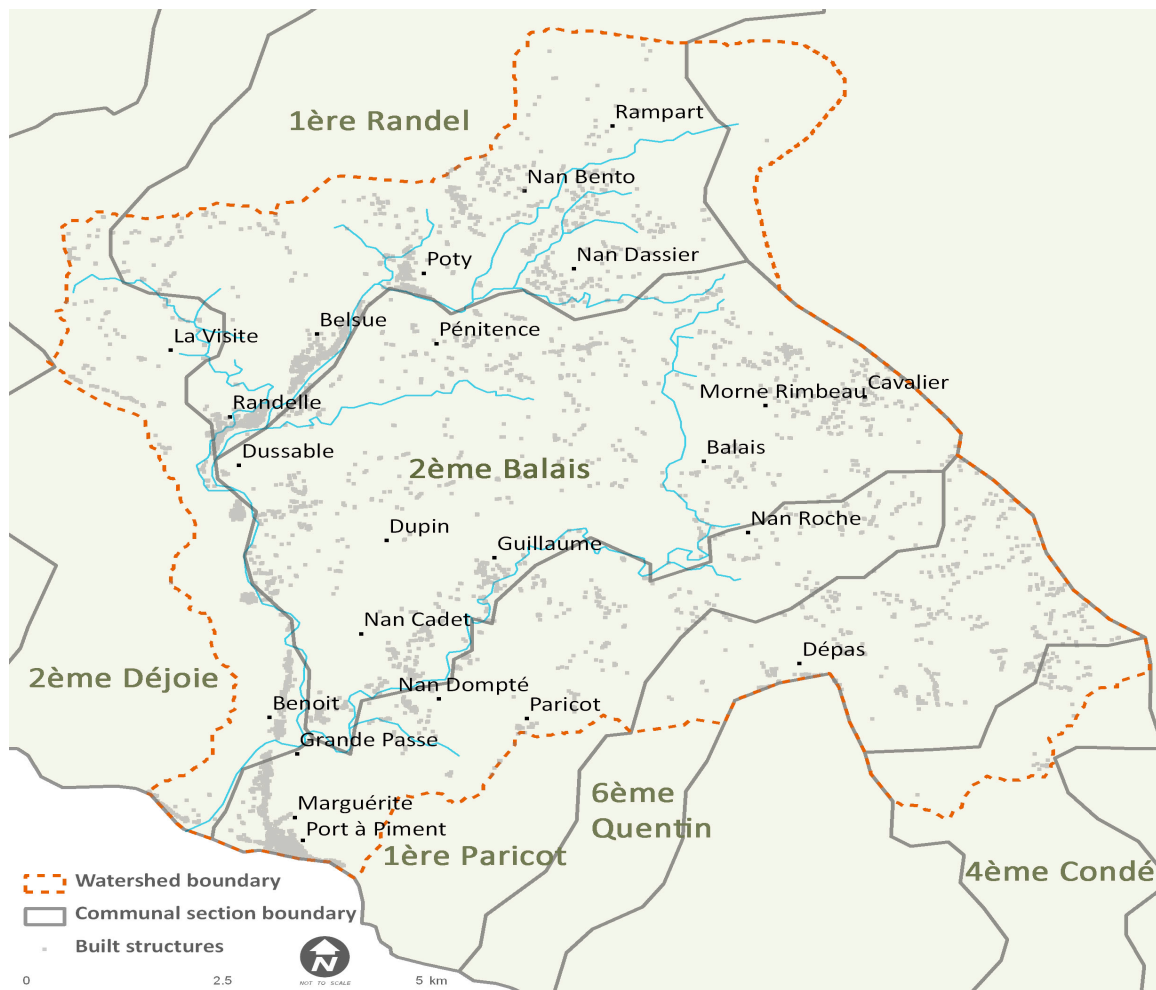 Rampart
1ère Randel
Nan Bento
Nan Dassier
Poty
Belsue
Pénitence
La Visite
Cavalier
Morne Rimbeau
Randelle
Dussable
Balais
2ème Balais
Nan Roche
Dupin
Guillaume
Nan Cadet
Dépas
2ème Déjoie
Nan Dompté
Benoit
Paricot
Grande Passe
6ème
Quentin
Marguérite
Port à Piment
1ère Paricot
4ème Condé
Watershed boundary
Communal section boundary
Built structures
N
NOT TO SCALE
0 2.5 5 km